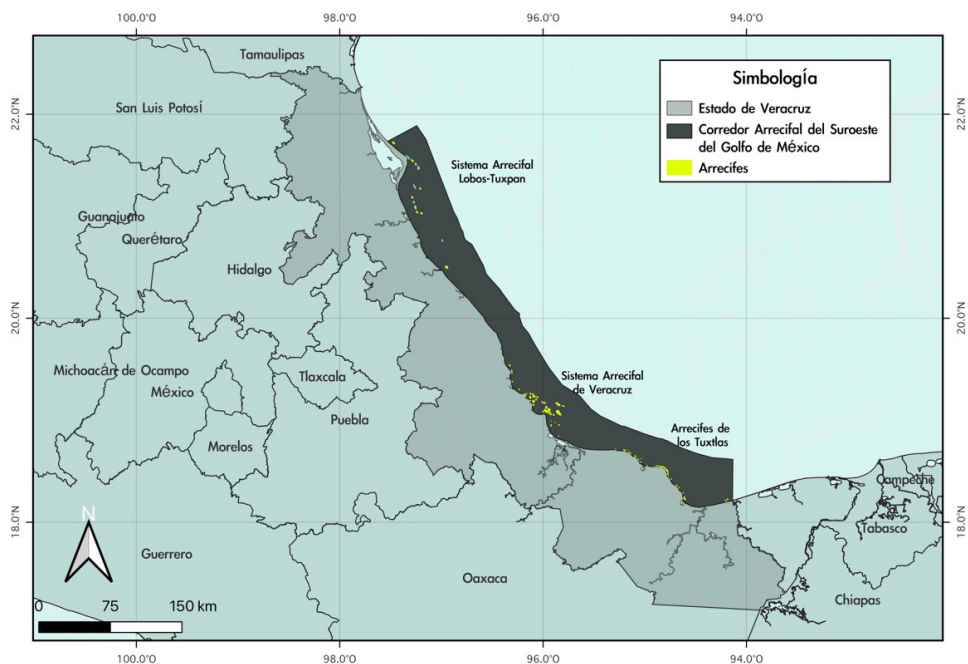 100.0°O
98.0°O
96.0°O
94.0°O
Tamaulipas
San Luis Potosí
Simbología
Estado de Veracruz
Corredor Arrecifal del Suroeste
del Golfo de México
Arrecifes
22.0°N
22.0°N
Sistema Arrecifal
Lobos-Tuxpan
Guanajuato
Querétaro
Hidalgo
20.0°N
20.0°N
Michoacán de Ocampo
México
Tlaxcala
Puebla
Morelos
Sistema Arrecifal
de Veracruz
Arrecifes de
los Tuxtlas
Campeche
Tabasco
18.0°N
18.0°N
N
Guerrero
Oaxaca
Chiapas
0
75
150 km
100.0°O
98.0°O
96.0°O
94.0°O